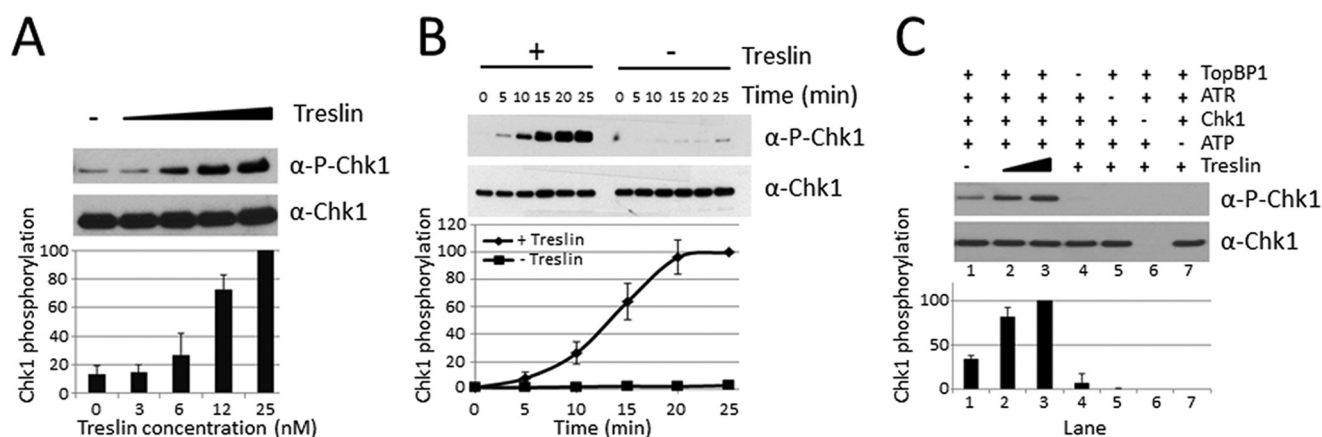 A
- Treslin
α-P-Chk1
α-Chk1
Chk1 phosphorylation
100
80
60
40
20
0
0 3 6 12 25
Treslin concentration (nM)
B
+ - Treslin
0 5 10 15 20 25 0 5 10 15 20 25 Time (min)
α-P-Chk1
α-Chk1
Chk1 phosphorylation
120
100
80
60
40
20
0
+ Treslin
- Treslin
0 5 10 15 20 25
Time (min)
C
+ + + - + + + TopBP1
+ + + + - + + ATR
+ + + + + - + Chk1
+ + + + + + - ATP
- + + + + Treslin
α-P-Chk1
α-Chk1
1 2 3 4 5 6 7
Chk1 phosphorylation
100
50
0
1 2 3 4 5 6 7
Lane